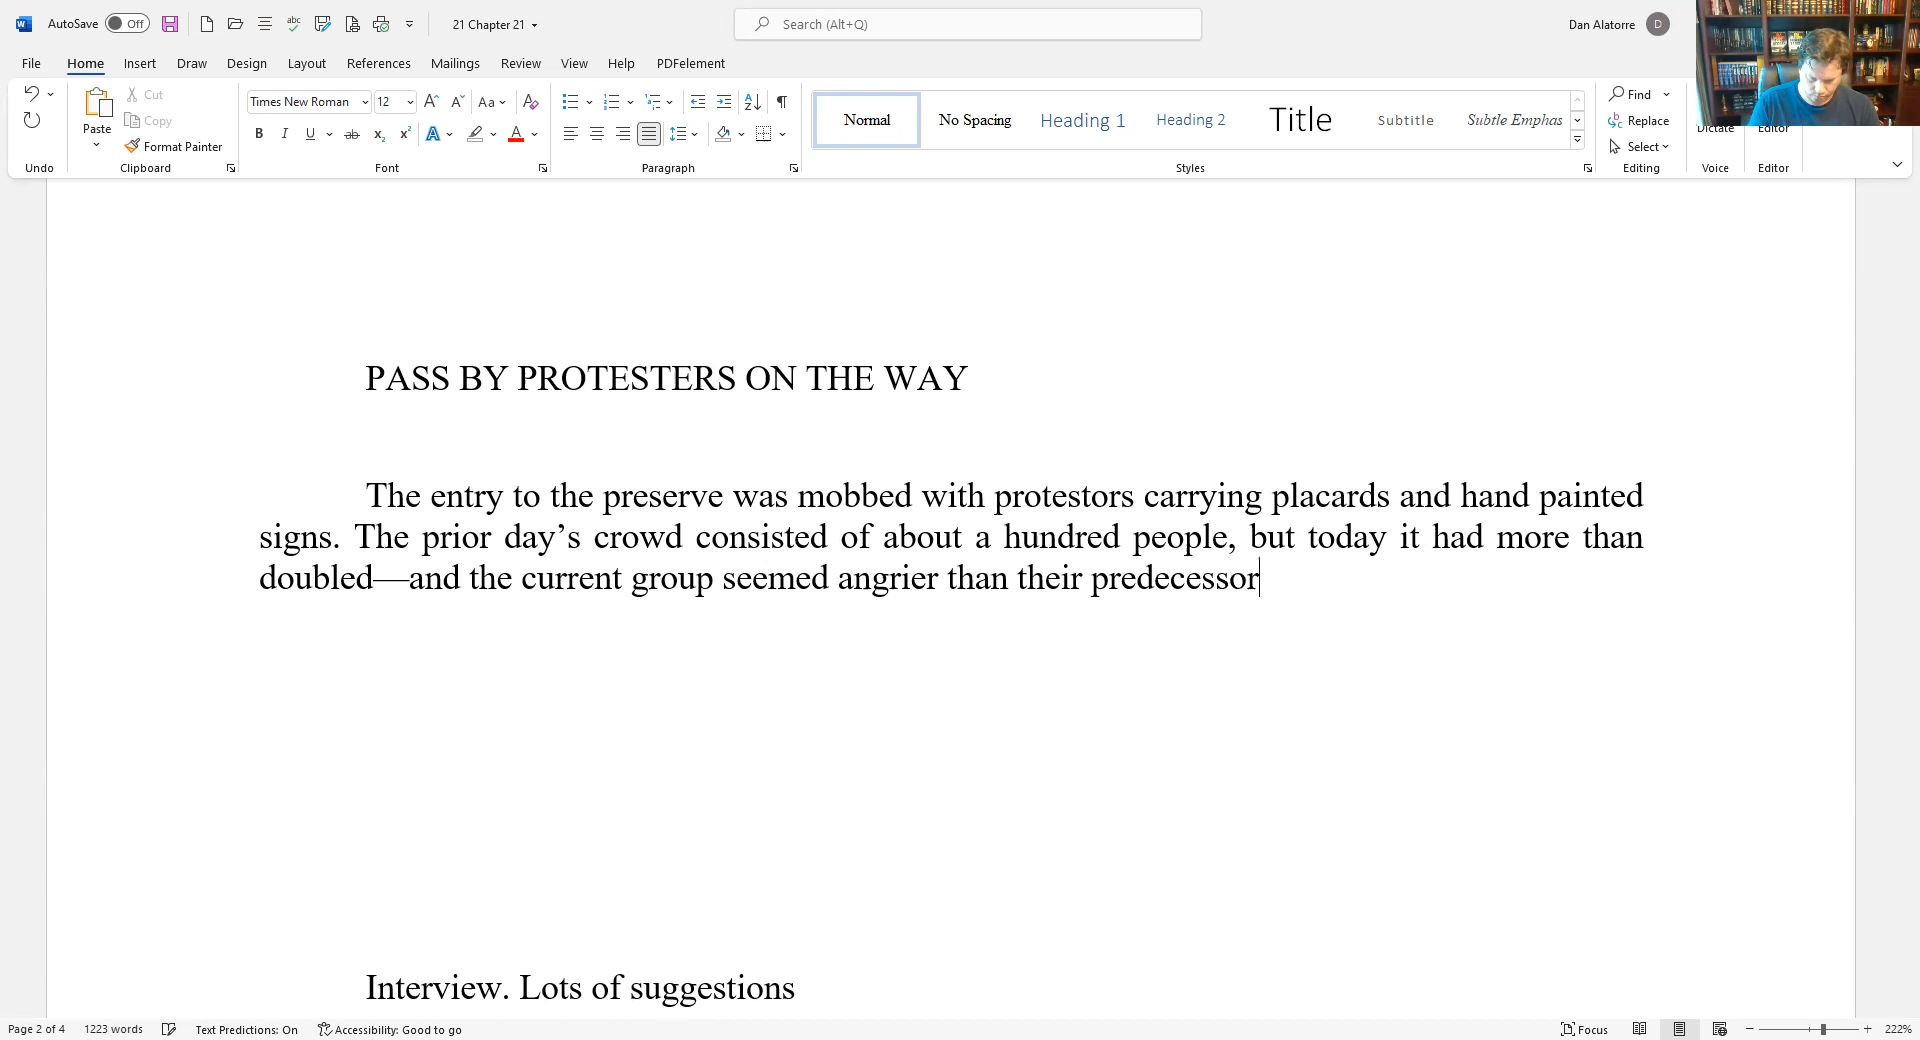 AutoSave Off 21 Chapter 21 Search (Alt+Q) Dan Alatorre D
File Home Insert Draw Design Layout References Mailings Review View Help PDFelement
Paste Cut Copy Format Painter
Times New Roman 12 Aa
Normal No Spacing Heading 1 Heading 2 Title Subtitle Subtle Emphas
Find Replace Select
Dictate Editor
Undo Clipboard Font Paragraph Styles Editing Voice Editor
PASS BY PROTESTERS ON THE WAY
The entry to the preserve was mobbed with protestors carrying placards and hand painted
signs. The prior day’s crowd consisted of about a hundred people, but today it had more than
doubled—and the current group seemed angrier than their predecessor
Interview. Lots of suggestions
Page 2 of 4 1223 words Text Predictions: On Accessibility: Good to go Focus 222%